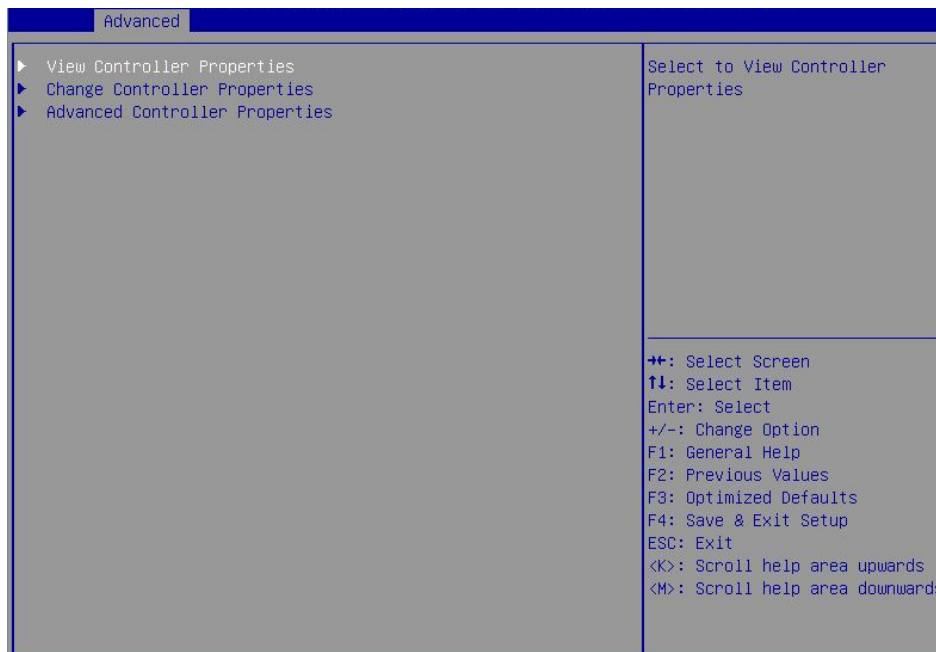 Advanced
View Controller Properties
Change Controller Properties
Advanced Controller Properties
Select to View Controller
Properties
→←: Select Screen
↑↓: Select Item
Enter: Select
+/-: Change Option
F1: General Help
F2: Previous Values
F3: Optimized Defaults
F4: Save & Exit Setup
ESC: Exit
<K>: Scroll help area upwards
<M>: Scroll help area downwards